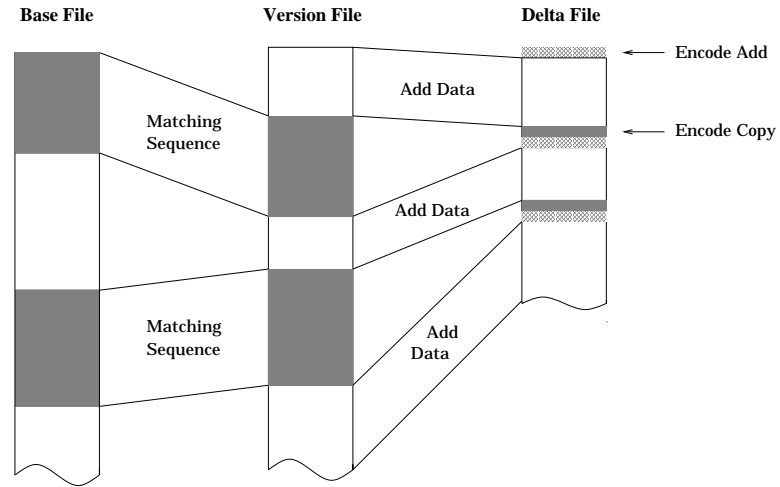 Base File
Version File
Delta File
Encode Add
Add Data
Matching
Sequence
Encode Copy
Add Data
Matching
Sequence
Add
Data